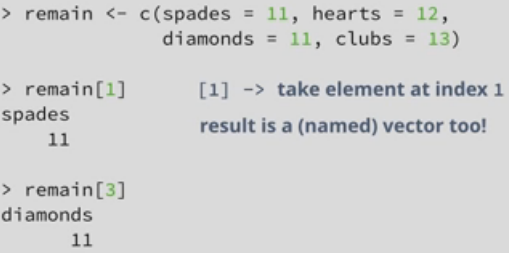 > remain <- c(spades = 11, hearts = 12,
diamonds = 11, clubs = 13)
> remain[1] [1] -> take element at index 1
spades
result is a (named) vector too!
11
> remain[3]
diamonds
11